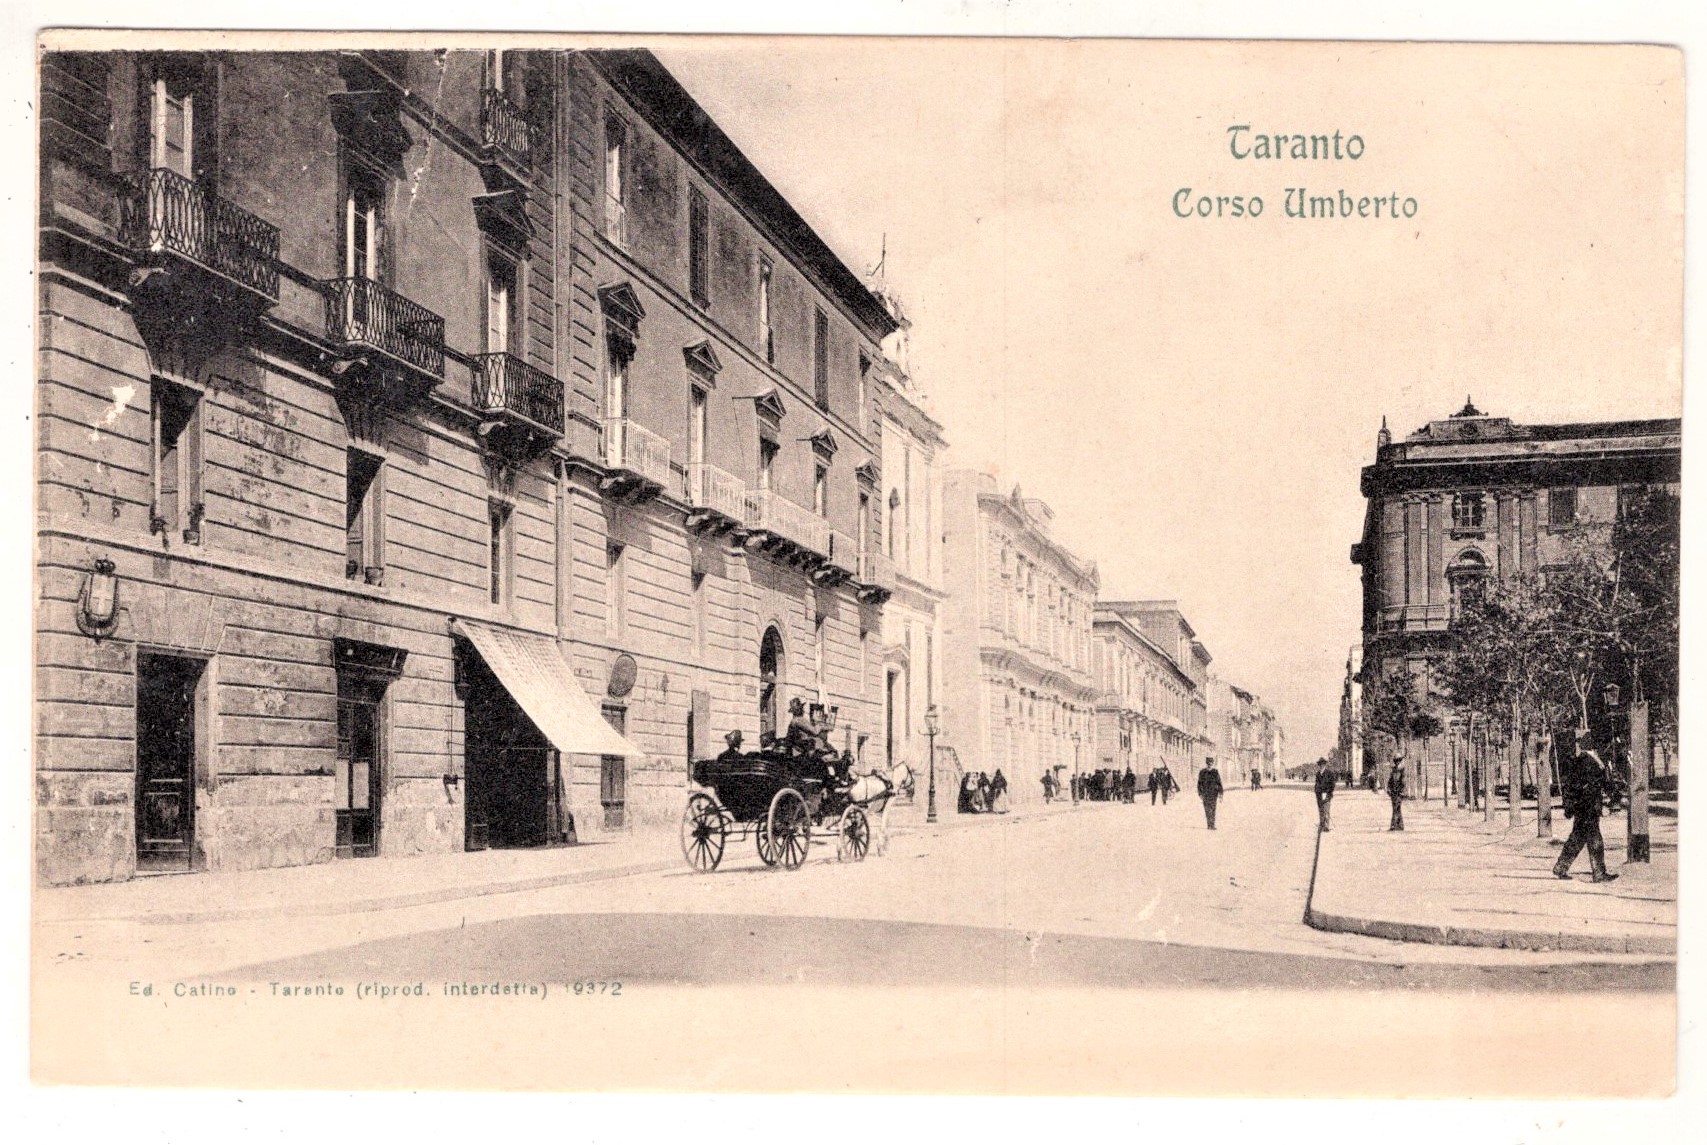 Taranto
Corso Umberto
Ed. Catino - Taranto (riprod. interdetta) 19372